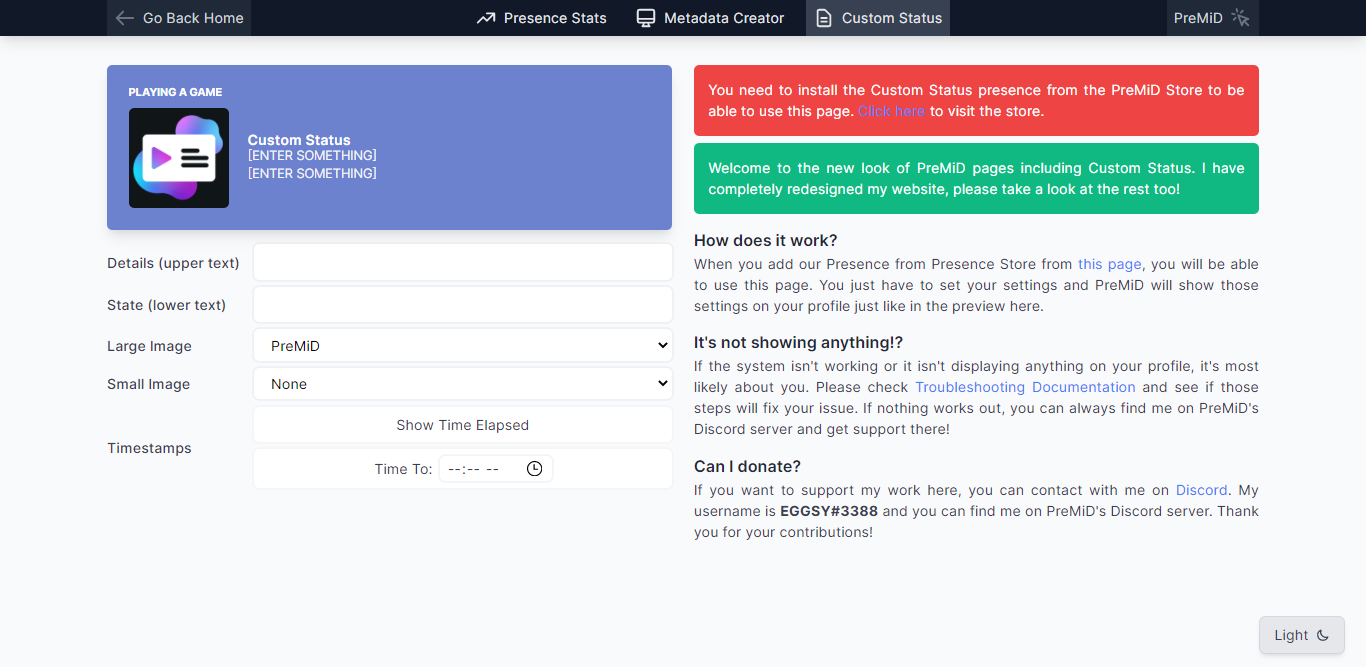 Go Back Home
Presence Stats
Metadata Creator
Custom Status
PreMiD
PLAYING A GAME
Custom Status
[ENTER SOMETHING]
[ENTER SOMETHING]
Details (upper text)
State (lower text)
Large Image
PreMiD
Small Image
None
Timestamps
Show Time Elapsed
Time To:
--:-- --
You need to install the Custom Status presence from the PreMiD Store to be
able to use this page. Click here to visit the store.
Welcome to the new look of PreMiD pages including Custom Status. I have
completely redesigned my website, please take a look at the rest too!
How does it work?
When you add our Presence from Presence Store from this page, you will be able
to use this page. You just have to set your settings and PreMiD will show those
settings on your profile just like in the preview here.
It's not showing anything!?
If the system isn't working or it isn't displaying anything on your profile, it's most
likely about you. Please check Troubleshooting Documentation and see if those
steps will fix your issue. If nothing works out, you can always find me on PreMiD's
Discord server and get support there!
Can I donate?
If you want to support my work here, you can contact with me on Discord. My
username is EGGSY#3388 and you can find me on PreMiD's Discord server. Thank
you for your contributions!
Light